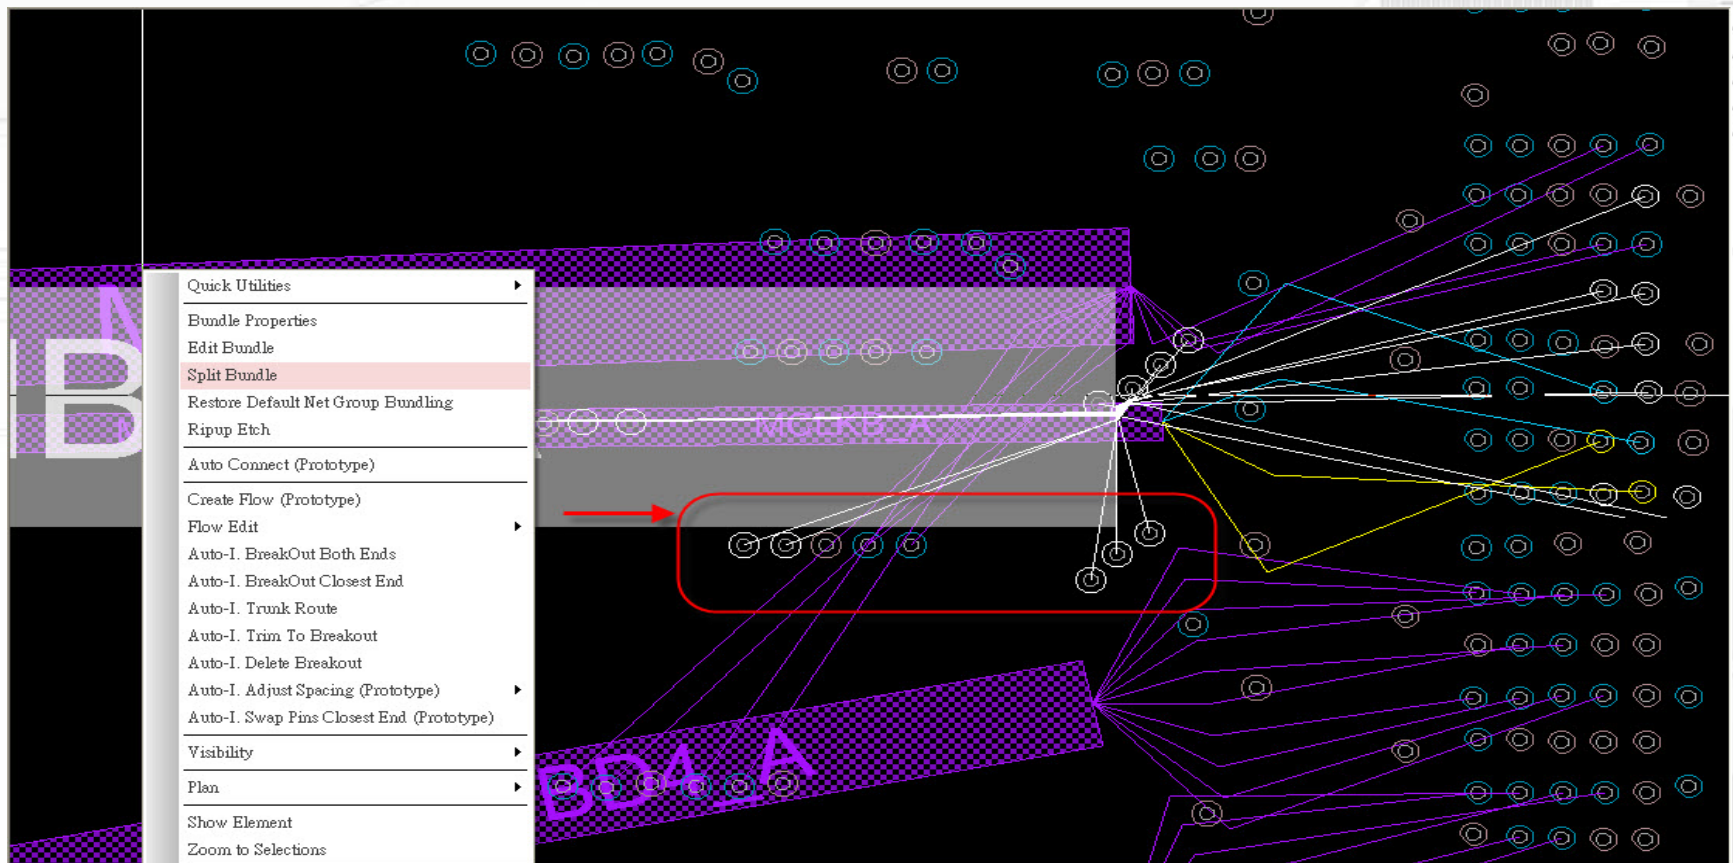 Quick Utilities
Bundle Properties
Edit Bundle
Split Bundle
Restore Default Net Group Bundling
Ripup Etch
Auto Connect (Prototype)
Create Flow (Prototype)
Flow Edit
Auto-I. BreakOut Both Ends
Auto-I. BreakOut Closest End
Auto-I. Trunk Route
Auto-I. Trim To Breakout
Auto-I. Delete Breakout
Auto-I. Adjust Spacing (Prototype)
Auto-I. Swap Pins Closest End (Prototype)
Visibility
Plan
Show Element
Zoom to Selections
MCLKB_A
BD4_A